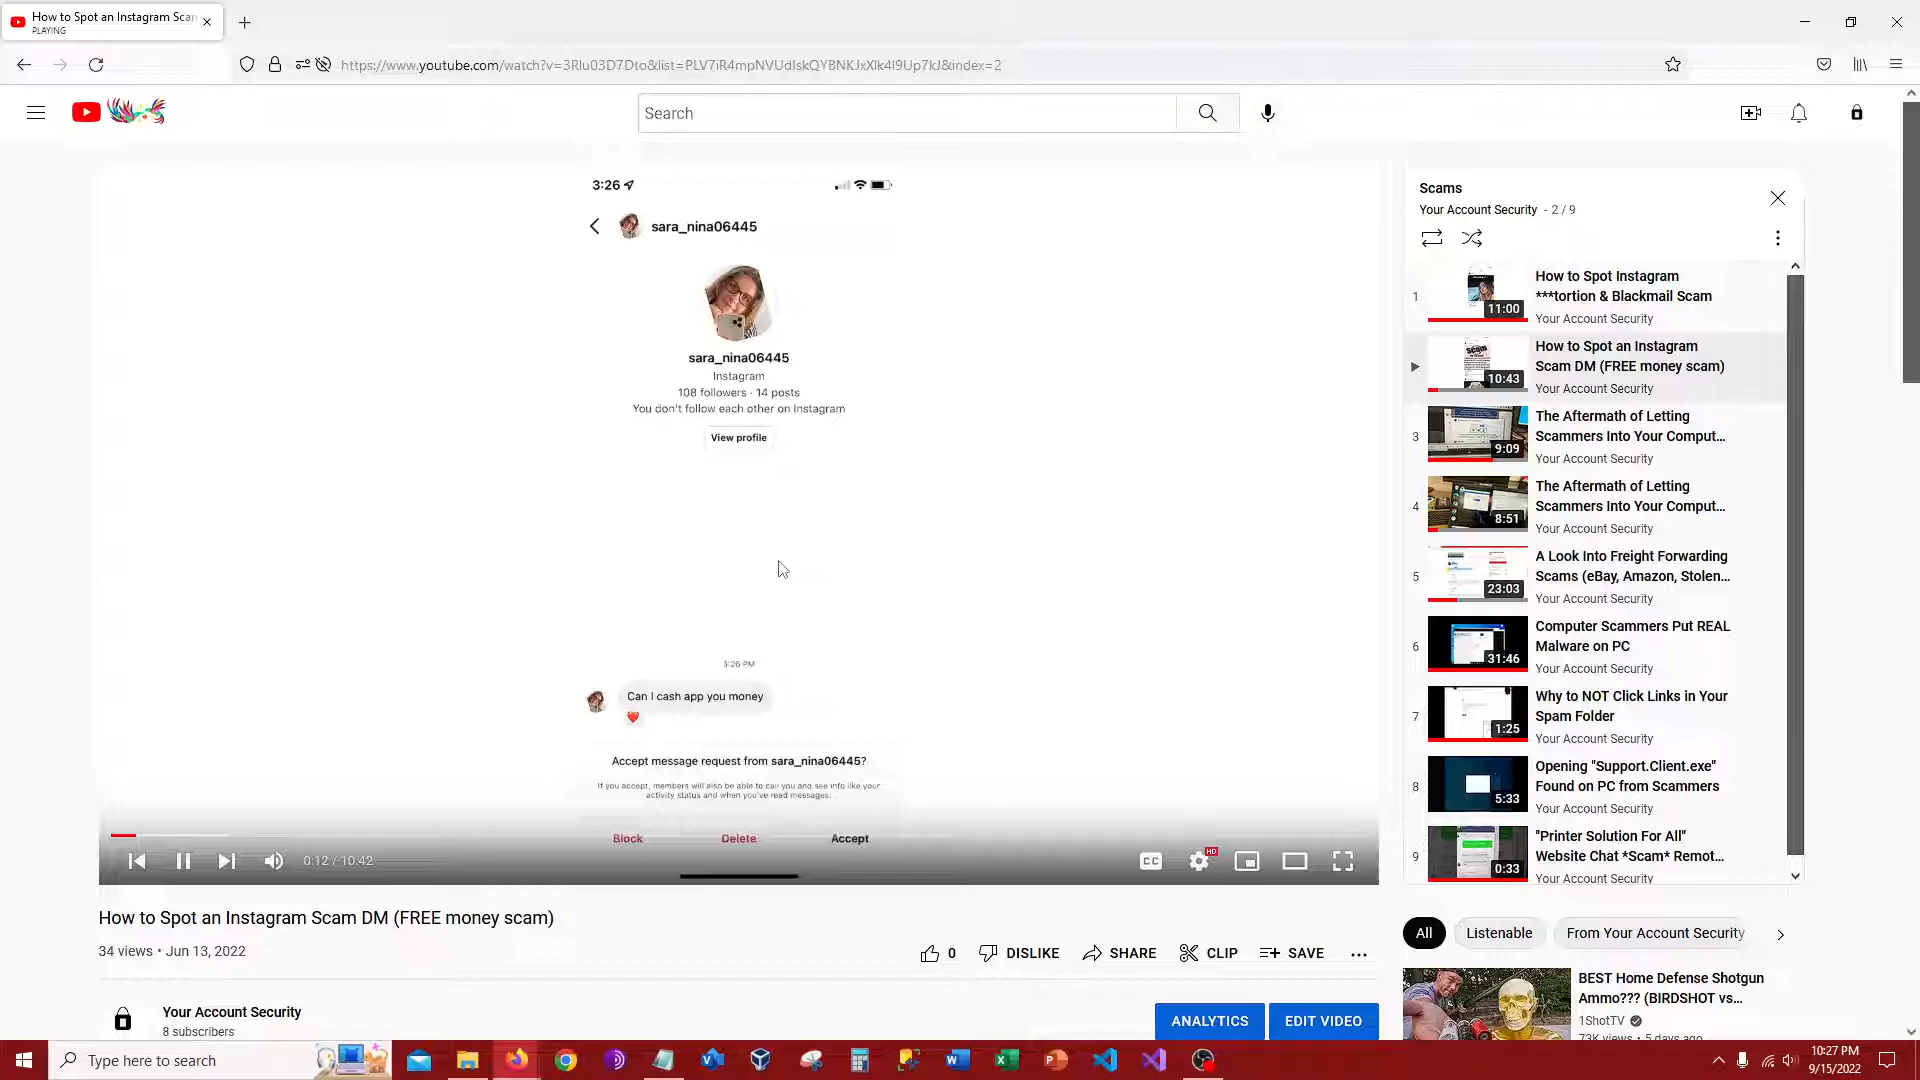 How to Spot an Instagram Scan
PLAYING
https://www.youtube.com/watch?v=3Rlu03D7Dto&list=PLV7iR4mpNVUdIskQYBNKJxXlk4l9Up7kJ&index=2
Search
3:26
sara_nina06445
sara_nina06445
Instagram
108 followers · 14 posts
You don't follow each other on Instagram
View profile
3:26 PM
Can I cash app you money
❤️
Accept message request from sara_nina06445?
If you accept, members will also be able to call you and see info like your
activity status and when you've read messages.
Block
Delete
Accept
0:12 / 10:42
CC
HD
How to Spot an Instagram Scam DM (FREE money scam)
34 views • Jun 13, 2022
0
DISLIKE
SHARE
CLIP
SAVE
Your Account Security
8 subscribers
ANALYTICS
EDIT VIDEO
Scams
Your Account Security - 2 / 9
1
11:00
How to Spot Instagram
***tortion & Blackmail Scam
Your Account Security
Scam
10:43
How to Spot an Instagram
Scam DM (FREE money scam)
Your Account Security
3
9:09
The Aftermath of Letting
Scammers Into Your Comput...
Your Account Security
4
8:51
The Aftermath of Letting
Scammers Into Your Comput...
Your Account Security
5
23:03
A Look Into Freight Forwarding
Scams (eBay, Amazon, Stolen...
Your Account Security
6
31:46
Computer Scammers Put REAL
Malware on PC
Your Account Security
7
1:25
Why to NOT Click Links in Your
Spam Folder
Your Account Security
8
5:33
Opening "Support.Client.exe"
Found on PC from Scammers
Your Account Security
9
0:33
"Printer Solution For All"
Website Chat *Scam* Remot...
Your Account Security
All
Listenable
From Your Account Security
BEST Home Defense Shotgun
Ammo??? (BIRDSHOT vs...
1ShotTV
73K views • 5 days ago
Type here to search
10:27 PM
9/15/2022